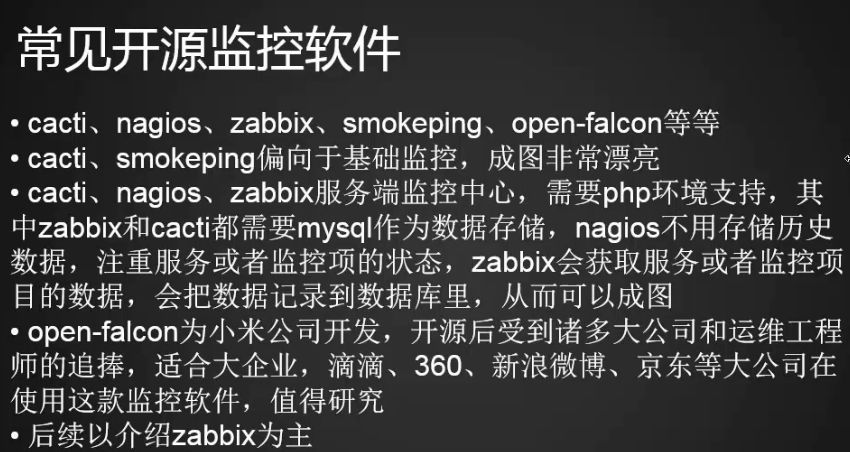 常见开源监控软件
• cacti、nagios、zabbix、smokeping、open-falcon等等
• cacti、smokeping偏向于基础监控，成图非常漂亮
• cacti、nagios、zabbix服务端监控中心，需要php环境支持，其
中zabbix和cacti都需要mysql作为数据存储，nagios不用存储历史
数据，注重服务或者监控项的状态，zabbix会获取服务或者监控项
目的数据，会把数据记录到数据库里，从而可以成图
• open-falcon为小米公司开发，开源后受到诸多大公司和运维工程
师的追捧，适合大企业，滴滴、360、新浪微博、京东等大公司在
使用这款监控软件，值得研究
• 后续以介绍zabbix为主